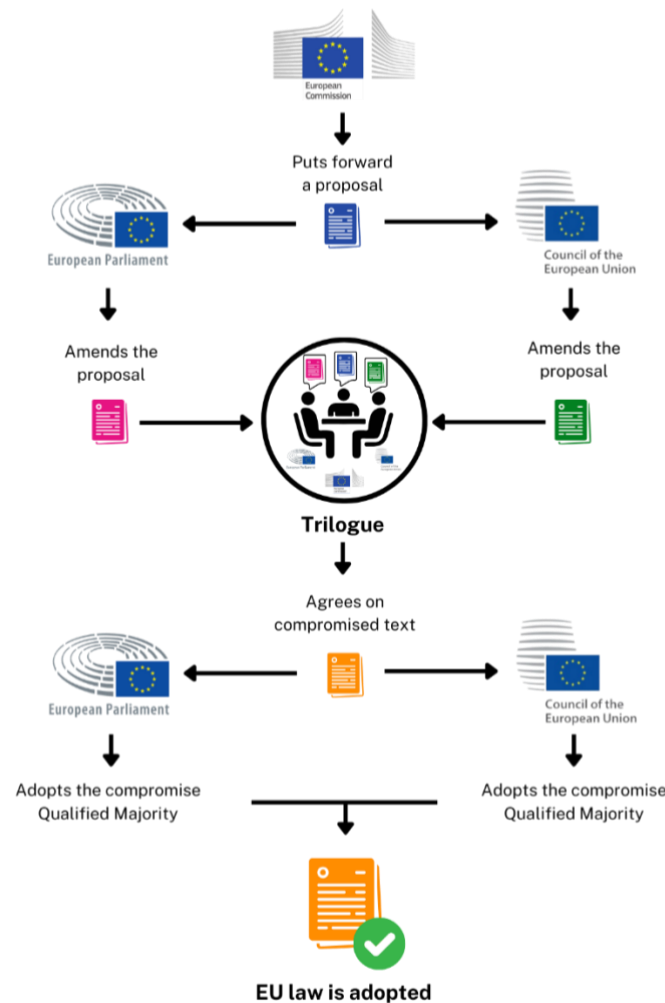 European
Commission
Puts forward
a proposal
European Parliament
Council of the
European Union
Amends the
proposal
Amends the
proposal
Trilogue
Agrees on
compromised text
European Parliament
Council of the
European Union
Adopts the compromise
Qualified Majority
Adopts the compromise
Qualified Majority
EU law is adopted